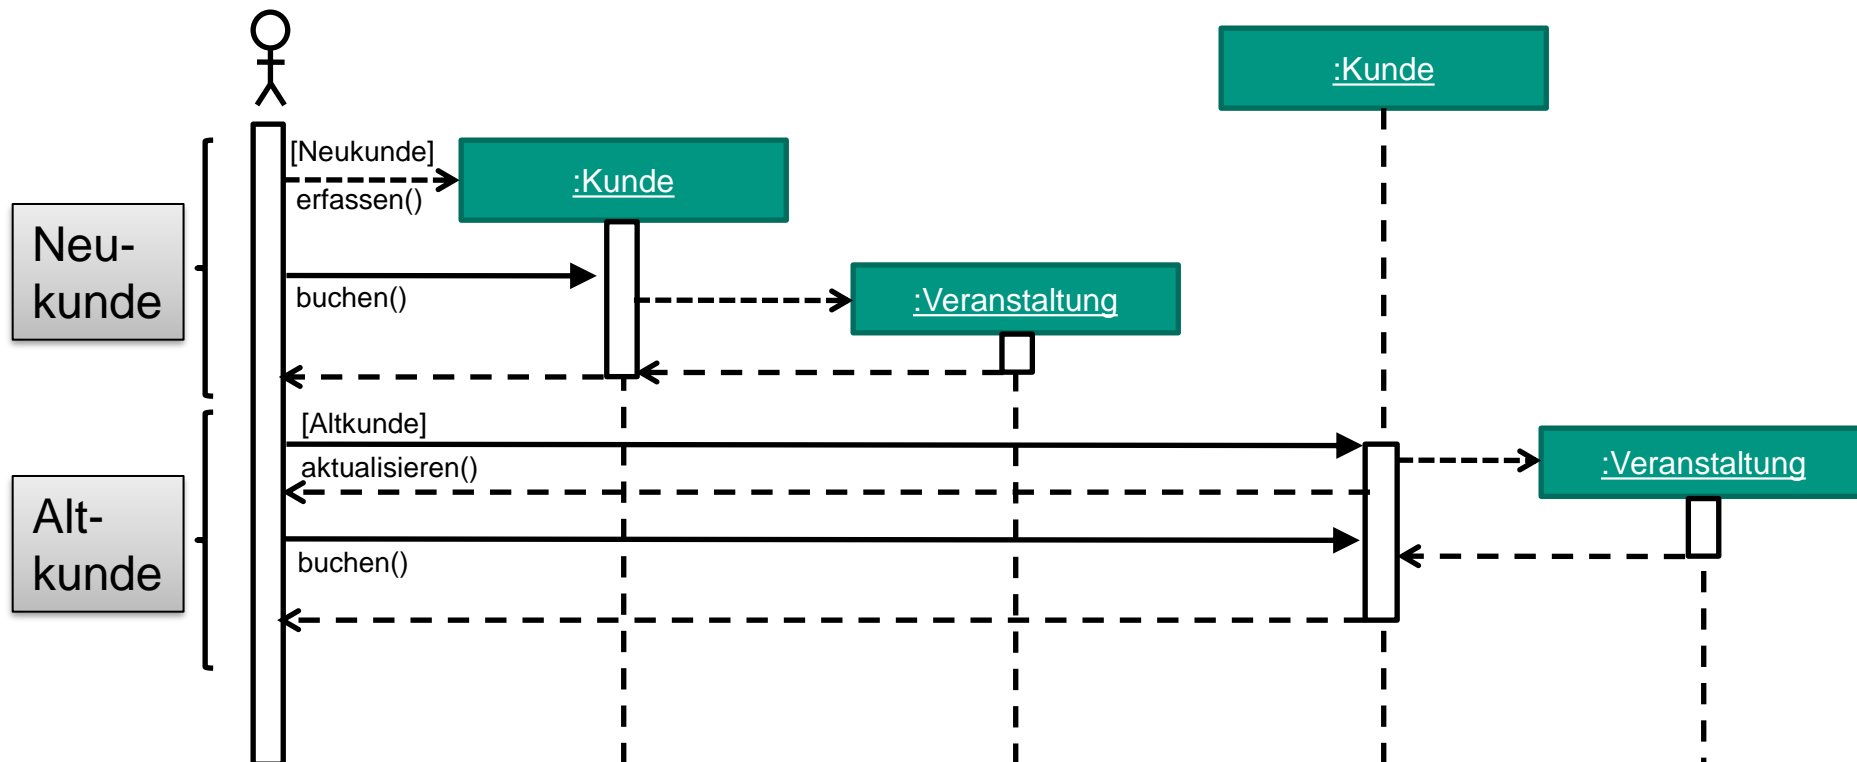 :Kunde
[Neukunde]
:Kunde
erfassen()
Neu-
kunde
buchen()
:Veranstaltung
[Altkunde]
:Veranstaltung
aktualisieren()
Alt-
kunde
buchen()